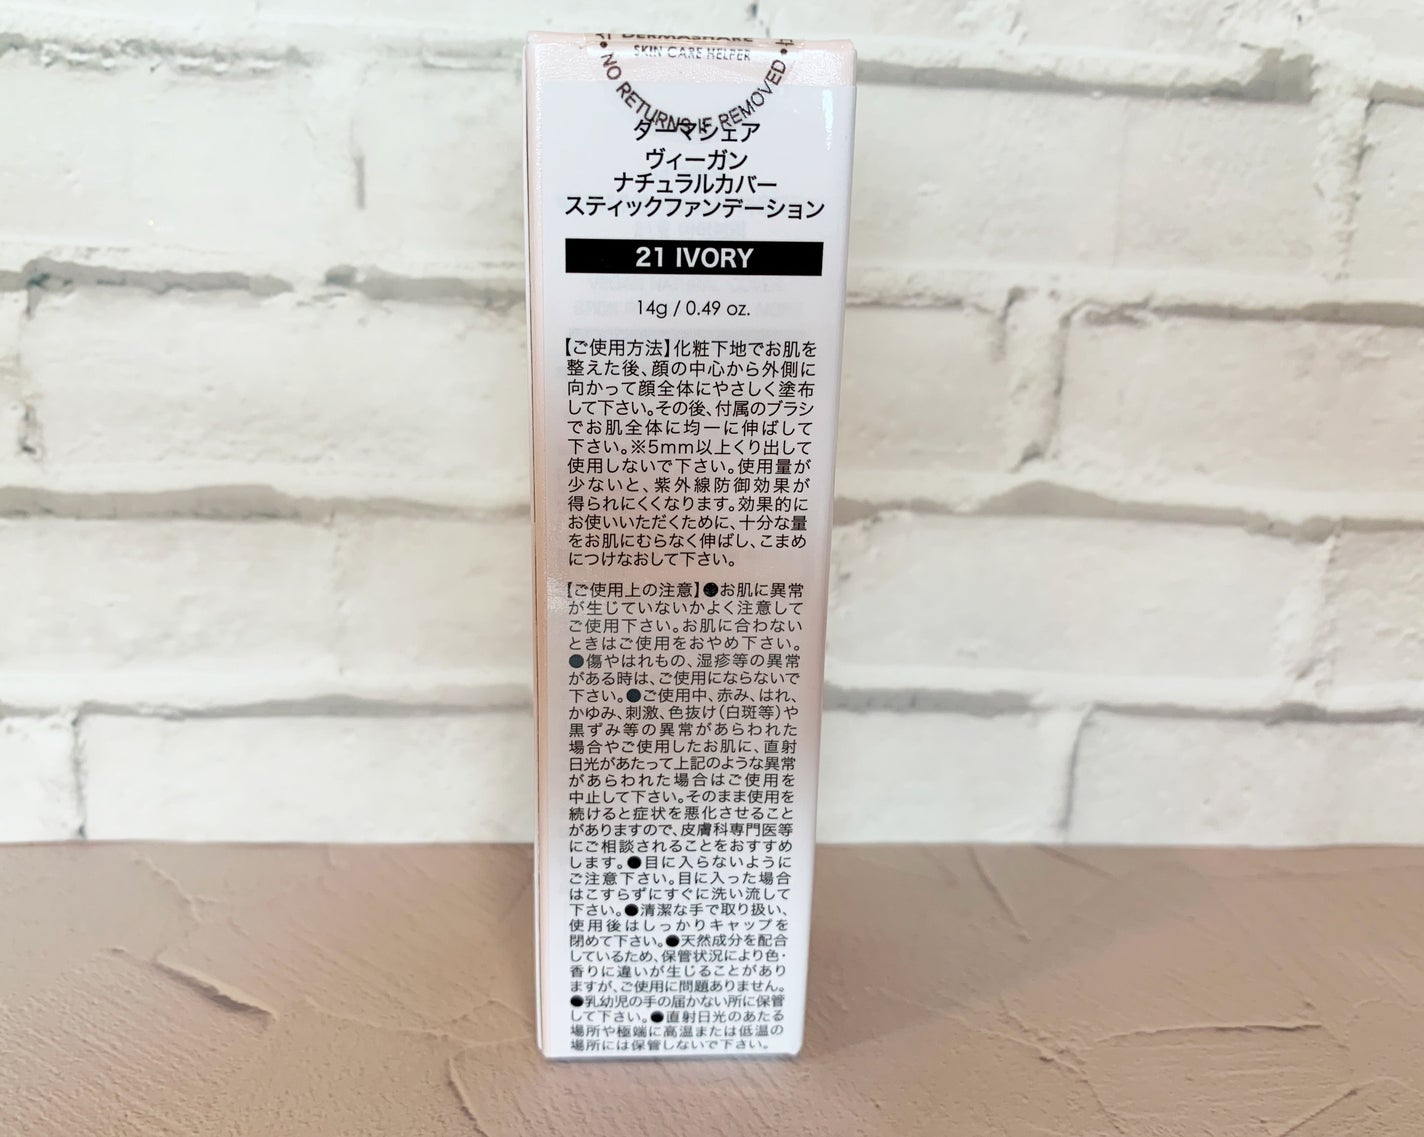 DERMASHARE
SKIN CARE HELPER
NO RETURNS IF REMOVED
ダーマシェア
ヴィーガン
ナチュラルカバー
スティックファンデーション
21 IVORY
14g / 0.49 oz.
【ご使用方法】化粧下地でお肌を
整えた後、顔の中心から外側に
向かって顔全体にやさしく塗布
して下さい。その後、付属のブラシ
でお肌全体に均一に伸ばして
下さい。※5mm以上くり出して
使用しないで下さい。使用量が
少ないと、紫外線防御効果が
得られにくくなります。効果的に
お使いいただくために、十分な量
をお肌にむらなく伸ばし、こまめ
につけなおして下さい。
【ご使用上の注意】●お肌に異常
が生じていないかよく注意して
ご使用下さい。お肌に合わない
ときはご使用をおやめ下さい。
●傷やはれもの、湿疹等の異常
がある時は、ご使用にならないで
下さい。●ご使用中、赤み、はれ、
かゆみ、刺激、色抜け(白斑等)や
黒ずみ等の異常があらわれた
場合やご使用したお肌に、直射
日光があたって上記のような異常
があらわれた場合はご使用を
中止して下さい。そのまま使用を
続けると症状を悪化させること
がありますので、皮膚科専門医等
にご相談されることをおすすめ
します。●目に入らないように
ご注意下さい。目に入った場合
はこすらずにすぐに洗い流して
下さい。●清潔な手で取り扱い、
使用後はしっかりキャップを
閉めて下さい。●天然成分を配合
しているため、保管状況により色・
香りに違いが生じることがあり
ますが、ご使用に問題ありません。
●乳幼児の手の届かない所に保管
して下さい。●直射日光のあたる
場所や極端に高温または低温の
場所には保管しないで下さい。